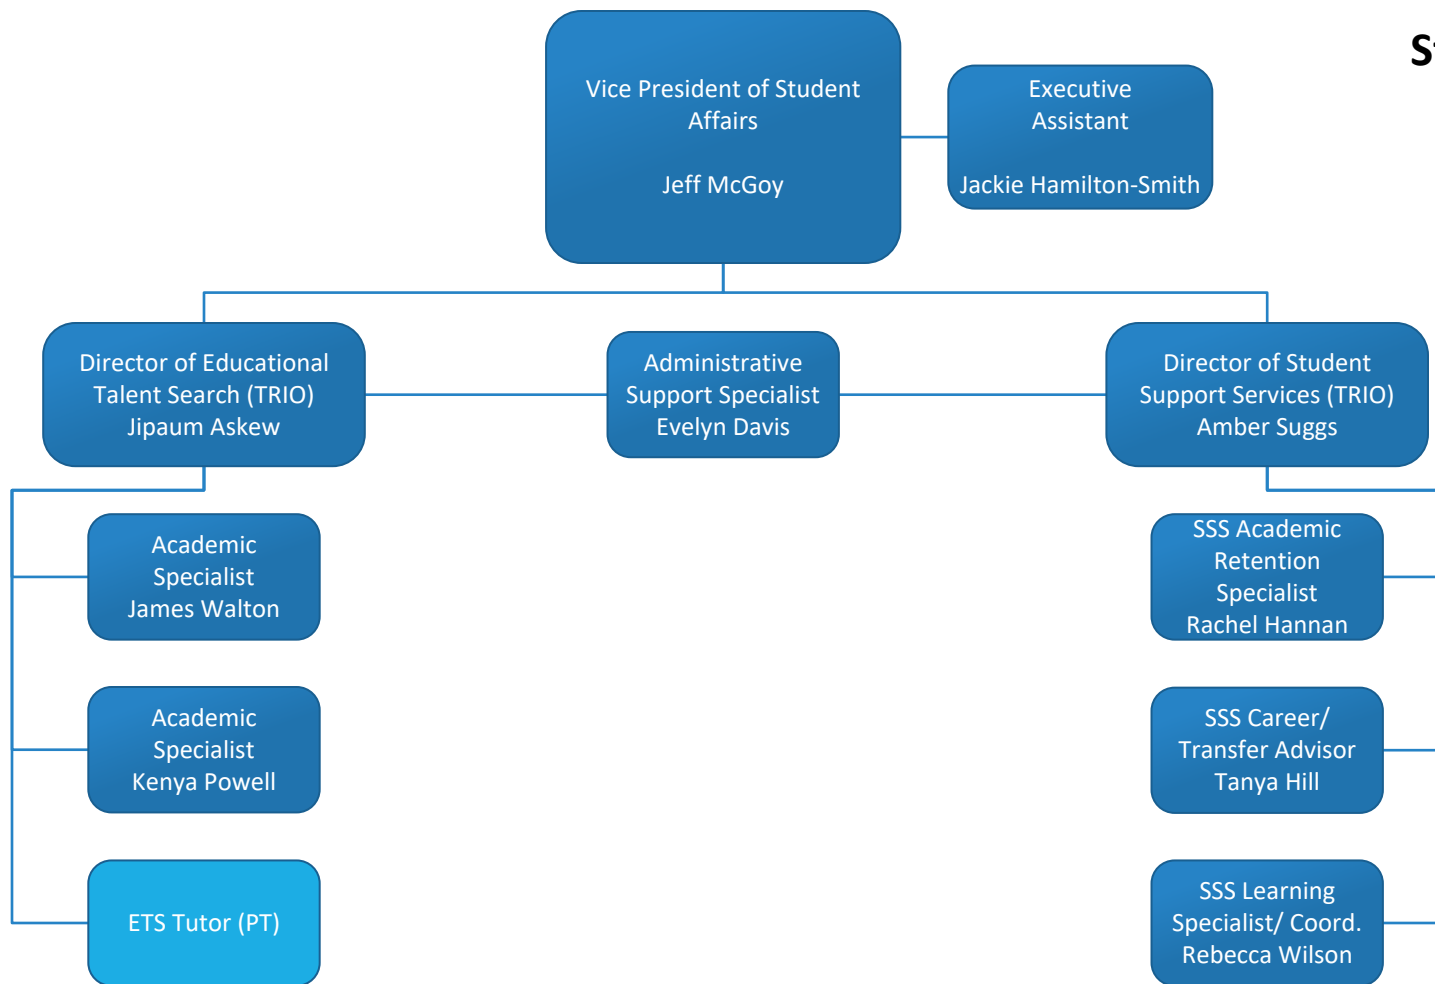 St
Vice President of Student
Affairs
Jeff McGoy
Executive
Assistant
Jackie Hamilton-Smith
Director of Educational
Talent Search (TRIO)
Jipaum Askew
Administrative
Support Specialist
Evelyn Davis
Director of Student
Support Services (TRIO)
Amber Suggs
Academic
Specialist
James Walton
Academic
Specialist
Kenya Powell
ETS Tutor (PT)
SSS Academic
Retention
Specialist
Rachel Hannan
SSS Career/
Transfer Advisor
Tanya Hill
SSS Learning
Specialist/ Coord.
Rebecca Wilson